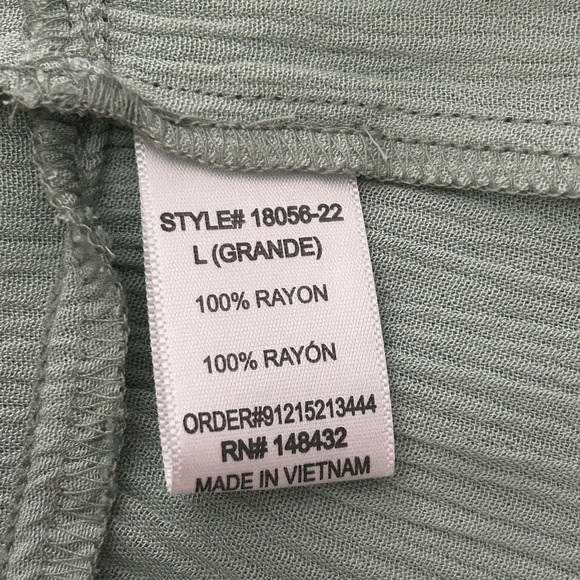 STYLE# 18056-22
L (GRANDE)
100% RAYON
100% RAYÓN
ORDER#91215213444
RN# 148432
MADE IN VIETNAM